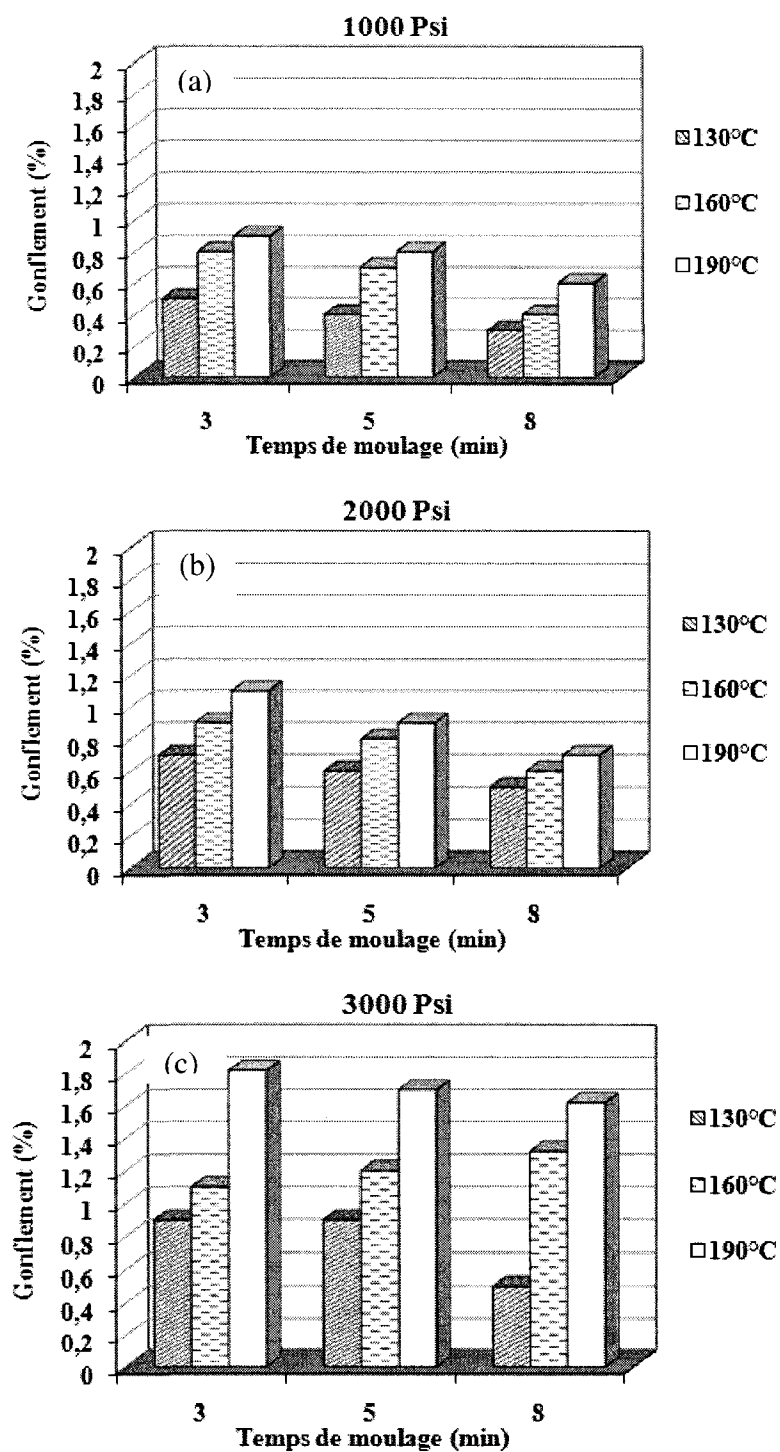 1000 Psi
(a)
Gonflement (%)
2
1,8
1,6
1,4
1,2
1
0,8
0,6
0,4
0,2
0
3 5 8
Temps de moulage (min)
130°C
160°C
190°C
2000 Psi
(b)
Gonflement (%)
2
1,8
1,6
1,4
1,2
1
0,8
0,6
0,4
0,2
0
3 5 8
Temps de moulage (min)
130°C
160°C
190°C
3000 Psi
(c)
Gonflement (%)
2
1,8
1,6
1,4
1,2
1
0,8
0,6
0,4
0,2
0
3 5 8
Temps de moulage (min)
130°C
160°C
190°C